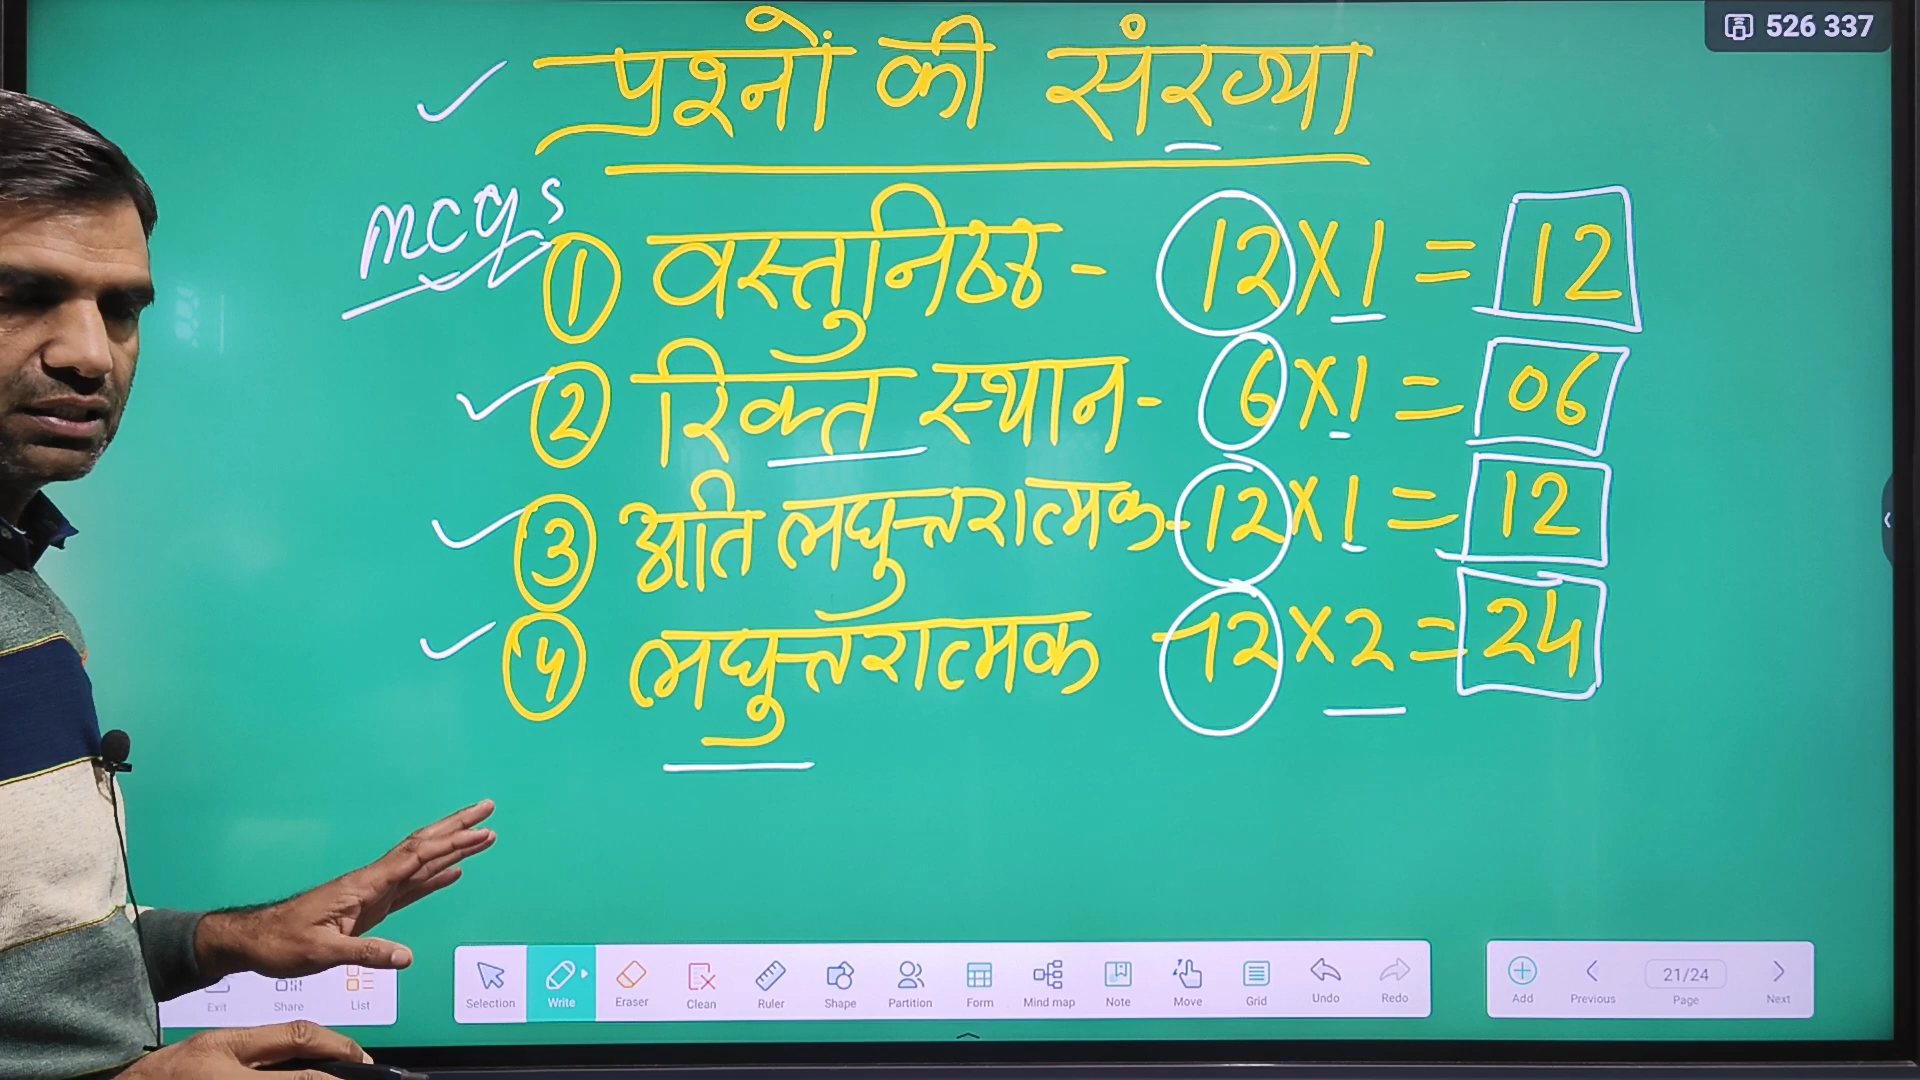 526 337
प्रश्नों की संख्या
MCQs
① वस्तुनिष्ठ - 12 X 1 = 12
② रिक्त स्थान - 6 X 1 = 06
③ अति लघुत्तरात्मक - 12 X 1 = 12
④ लघुत्तरात्मक - 12 X 2 = 24
Exit Share List
Selection Write Eraser Clean Ruler Shape Partition Form Mind map Note Move Grid Undo Redo
Add Previous 21/24 Page Next